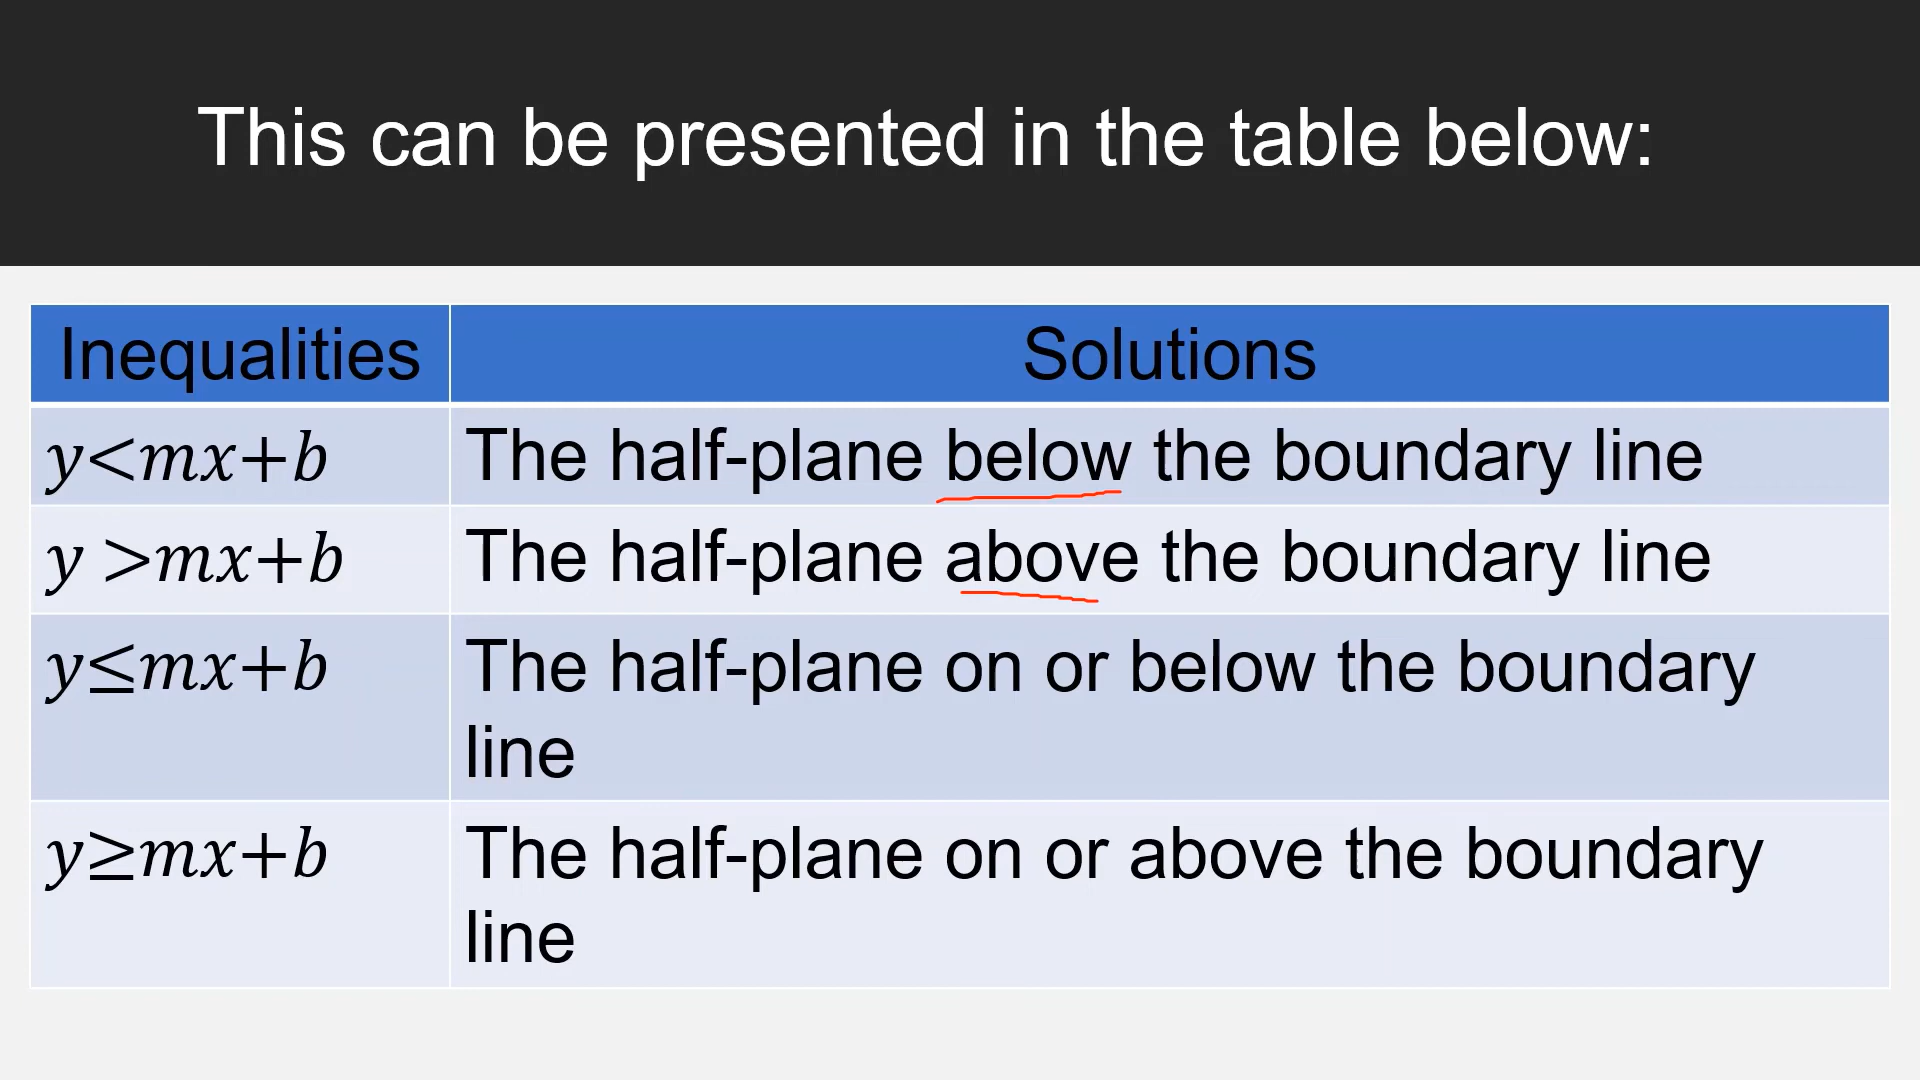 This can be presented in the table below:
Inequalities
Solutions
y<mx+b
The half-plane below the boundary line
y >mx+b
The half-plane above the boundary line
y≤mx+b
The half-plane on or below the boundary
line
y≥mx+b
The half-plane on or above the boundary
line